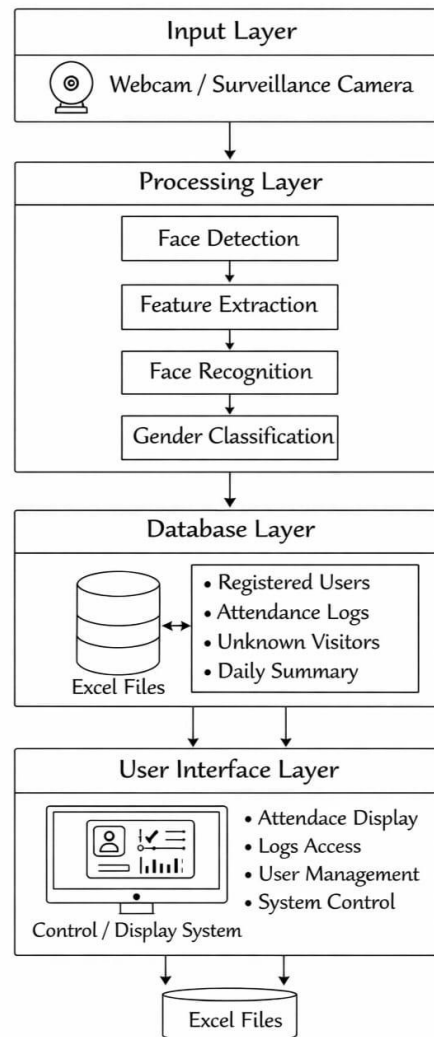 Input Layer
Webcam / Surveillance Camera
Processing Layer
Face Detection
Feature Extraction
Face Recognition
Gender Classification
Database Layer
Excel Files
• Registered Users
• Attendance Logs
• Unknown Visitors
• Daily Summary
User Interface Layer
Control / Display System
• Attendace Display
• Logs Access
• User Management
• System Control
Excel Files